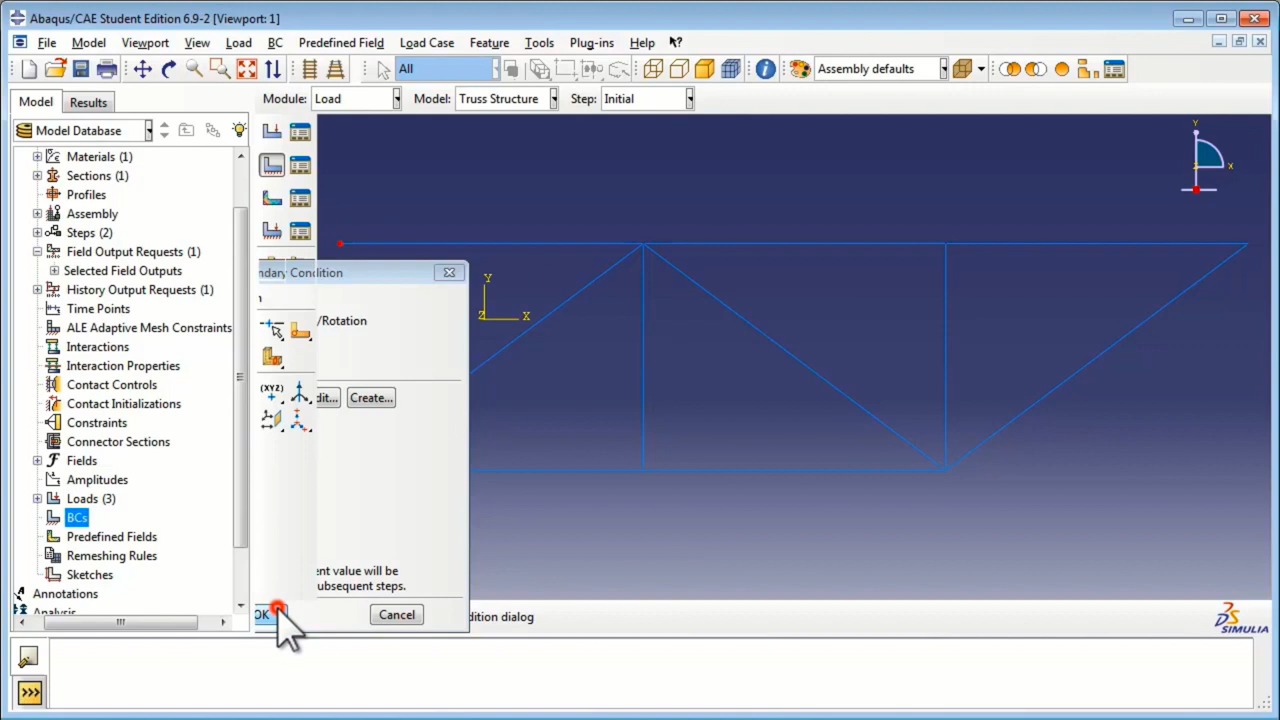 Abaqus/CAE Student Edition 6.9-2 [Viewport: 1]
File Model Viewport View Load BC Predefined Field Load Case Feature Tools Plug-ins Help
All Assembly defaults
Model Results
Module: Load Model: Truss Structure Step: Initial
Model Database
Materials (1)
Sections (1)
Profiles
Assembly
Steps (2)
Field Output Requests (1)
Selected Field Outputs
History Output Requests (1)
Time Points
ALE Adaptive Mesh Constraints
Interactions
Interaction Properties
Contact Controls
Contact Initializations
Constraints
Connector Sections
Fields
Amplitudes
Loads (3)
BCs
Predefined Fields
Remeshing Rules
Sketches
Annotations
Analysis
ndary Condition
n
/Rotation
dit... Create...
(XYZ)
ent value will be
ubsequent steps.
OK Cancel
dition dialog
Y
X
Z
Y
X
SIMULIA
>>>